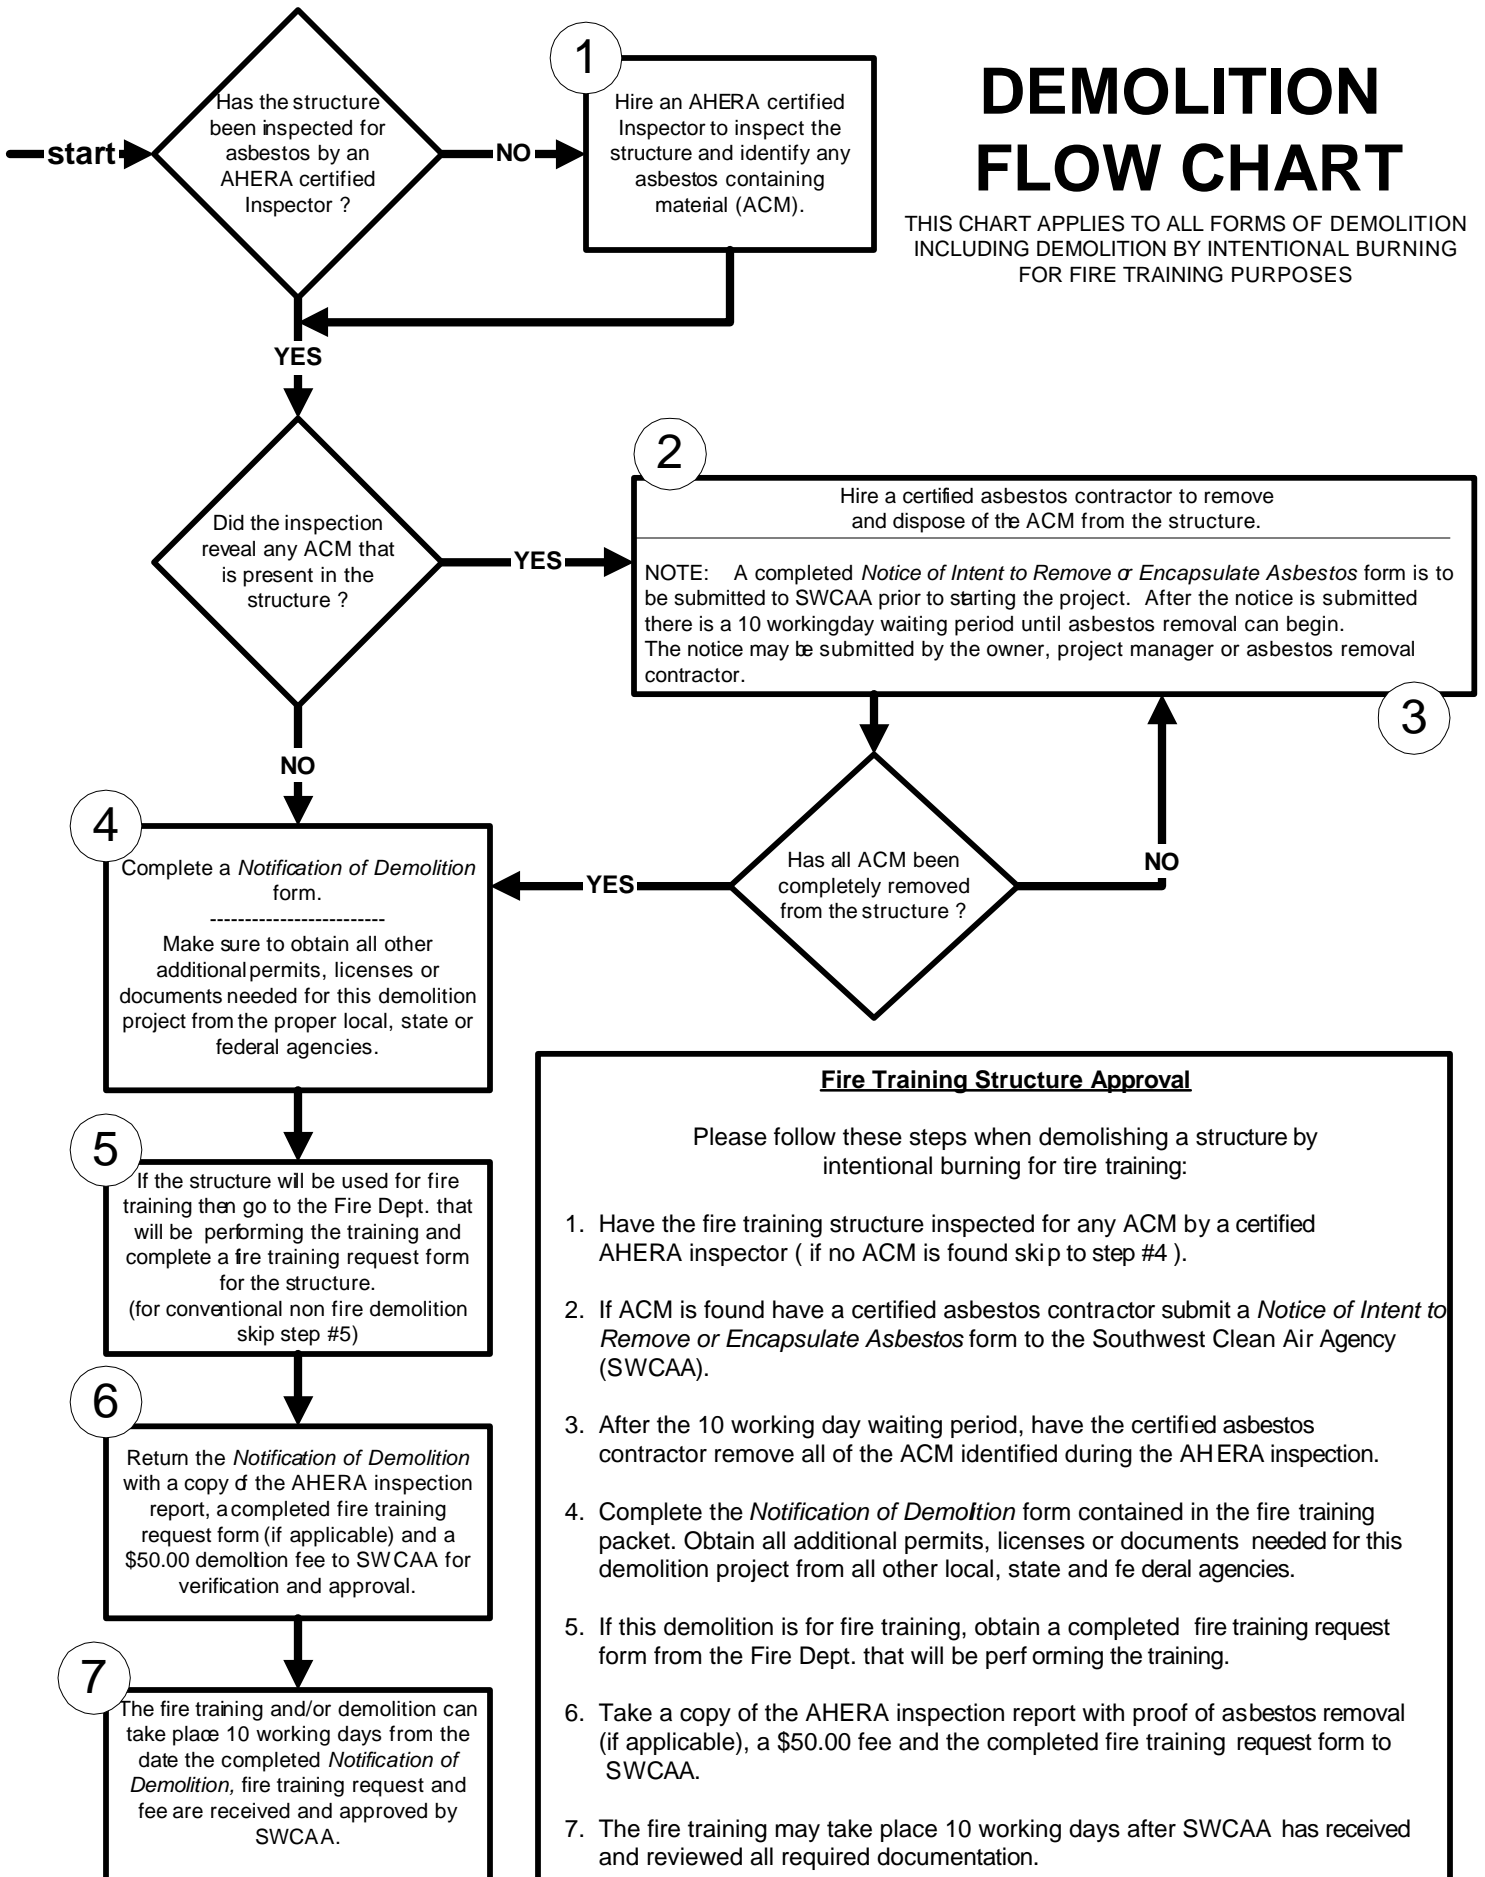 DEMOLITION
FLOW CHART
THIS CHART APPLIES TO ALL FORMS OF DEMOLITION
INCLUDING DEMOLITION BY INTENTIONAL BURNING
FOR FIRE TRAINING PURPOSES
start
Has the structure
been inspected for
asbestos by an
AHERA certified
Inspector ?
NO
YES
1
Hire an AHERA certified
Inspector to inspect the
structure and identify any
asbestos containing
material (ACM).
Did the inspection
reveal any ACM that
is present in the
structure ?
YES
NO
2
Hire a certified asbestos contractor to remove
and dispose of the ACM from the structure.
NOTE: A completed Notice of Intent to Remove or Encapsulate Asbestos form is to
be submitted to SWCAA prior to starting the project. After the notice is submitted
there is a 10 workingday waiting period until asbestos removal can begin.
The notice may be submitted by the owner, project manager or asbestos removal
contractor.
3
Has all ACM been
completely removed
from the structure ?
YES
NO
4
Complete a Notification of Demolition
form.
-------------------------
Make sure to obtain all other
additional permits, licenses or
documents needed for this demolition
project from the proper local, state or
federal agencies.
5
If the structure will be used for fire
training then go to the Fire Dept. that
will be performing the training and
complete a fire training request form
for the structure.
(for conventional non fire demolition
skip step #5)
6
Return the Notification of Demolition
with a copy of the AHERA inspection
report, a completed fire training
request form (if applicable) and a
$50.00 demolition fee to SWCAA for
verification and approval.
7
The fire training and/or demolition can
take place 10 working days from the
date the completed Notification of
Demolition, fire training request and
fee are received and approved by
SWCAA.
Fire Training Structure Approval
Please follow these steps when demolishing a structure by
intentional burning for tire training:
1. Have the fire training structure inspected for any ACM by a certified
AHERA inspector ( if no ACM is found skip to step #4 ).
2. If ACM is found have a certified asbestos contractor submit a Notice of Intent to
Remove or Encapsulate Asbestos form to the Southwest Clean Air Agency
(SWCAA).
3. After the 10 working day waiting period, have the certified asbestos
contractor remove all of the ACM identified during the AHERA inspection.
4. Complete the Notification of Demolition form contained in the fire training
packet. Obtain all additional permits, licenses or documents needed for this
demolition project from all other local, state and fe deral agencies.
5. If this demolition is for fire training, obtain a completed fire training request
form from the Fire Dept. that will be perf orming the training.
6. Take a copy of the AHERA inspection report with proof of asbestos removal
(if applicable), a $50.00 fee and the completed fire training request form to
SWCAA.
7. The fire training may take place 10 working days after SWCAA has received
and reviewed all required documentation.